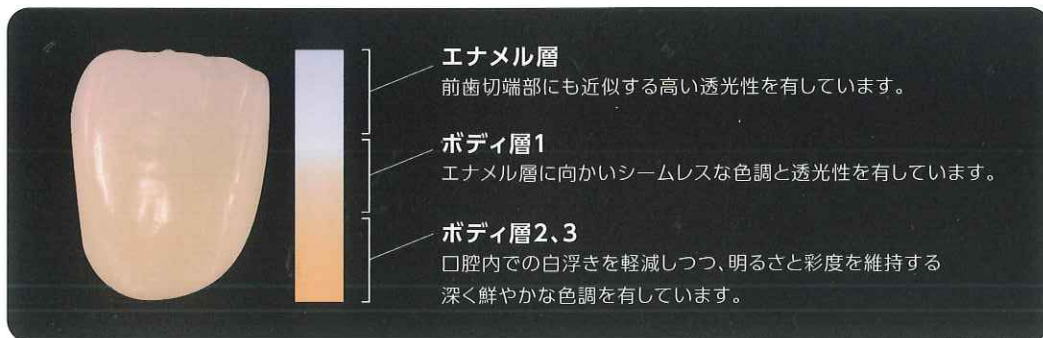 エナメル層
前歯切端部にも近似する高い透光性を有しています。
ボディ層1
エナメル層に向かいシームレスな色調と透光性を有しています。
ボディ層2、3
口腔内での白浮きを軽減しつつ、明るさと彩度を維持する
深く鮮やかな色調を有しています。